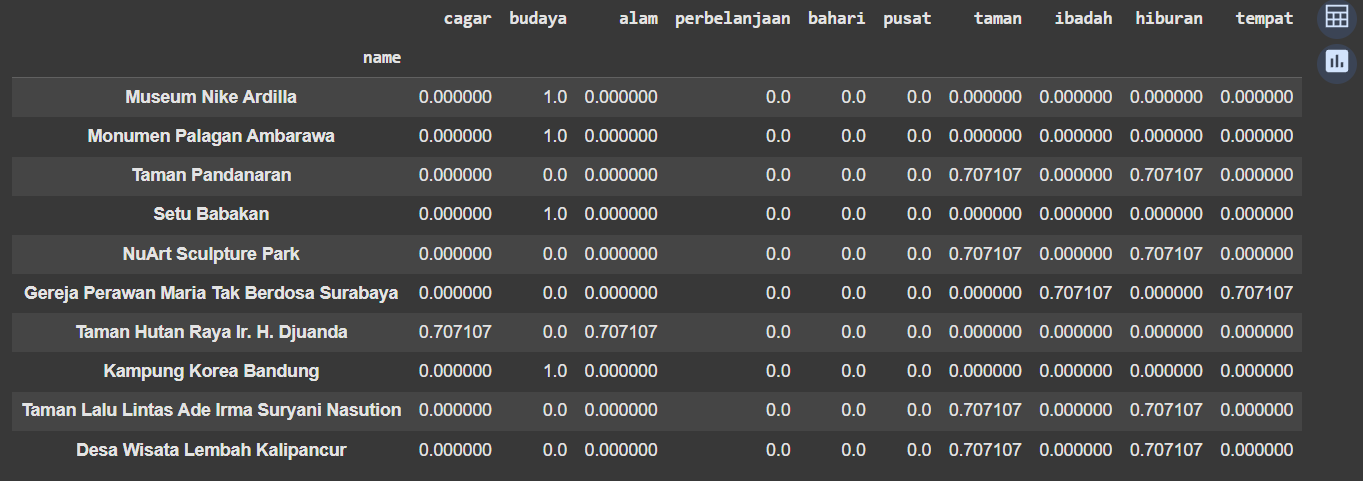 cagar budaya alam perbelanjaan bahari pusat taman ibadah hiburan tempat
name
Museum Nike Ardilla 0.000000 1.0 0.000000 0.0 0.0 0.0 0.000000 0.000000 0.000000 0.000000
Monumen Palagan Ambarawa 0.000000 1.0 0.000000 0.0 0.0 0.0 0.000000 0.000000 0.000000 0.000000
Taman Pandanaran 0.000000 0.0 0.000000 0.0 0.0 0.0 0.707107 0.000000 0.707107 0.000000
Setu Babakan 0.000000 1.0 0.000000 0.0 0.0 0.0 0.000000 0.000000 0.000000 0.000000
NuArt Sculpture Park 0.000000 0.0 0.000000 0.0 0.0 0.0 0.707107 0.000000 0.707107 0.000000
Gereja Perawan Maria Tak Berdosa Surabaya 0.000000 0.0 0.000000 0.0 0.0 0.0 0.000000 0.707107 0.000000 0.707107
Taman Hutan Raya Ir. H. Djuanda 0.707107 0.0 0.707107 0.0 0.0 0.0 0.000000 0.000000 0.000000 0.000000
Kampung Korea Bandung 0.000000 1.0 0.000000 0.0 0.0 0.0 0.000000 0.000000 0.000000 0.000000
Taman Lalu Lintas Ade Irma Suryani Nasution 0.000000 0.0 0.000000 0.0 0.0 0.0 0.707107 0.000000 0.707107 0.000000
Desa Wisata Lembah Kalipancur 0.000000 0.0 0.000000 0.0 0.0 0.0 0.707107 0.000000 0.707107 0.000000